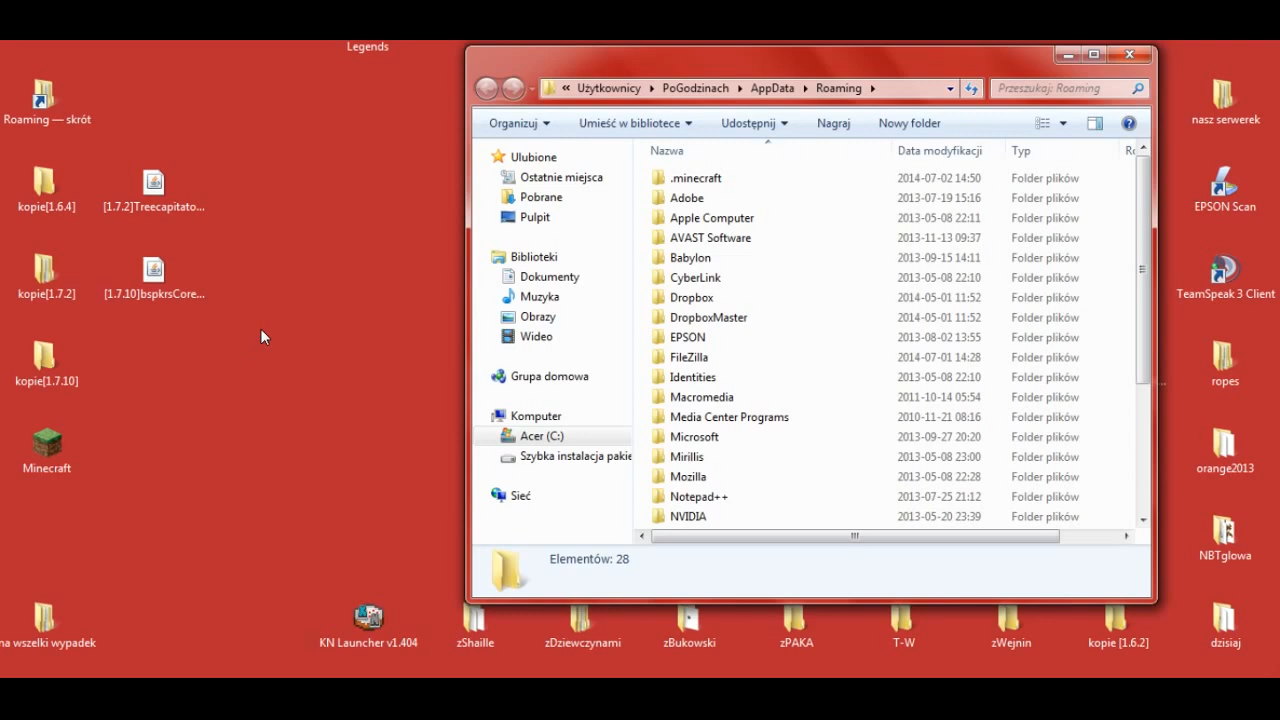 Legends
Roaming — skrót
kopie[1.6.4]
[1.7.2]Treecapitato...
kopie[1.7.2]
[1.7.10]bspkrsCore...
kopie[1.7.10]
Minecraft
na wszelki wypadek
KN Launcher v1.404
zShaille
zDziewczynami
zBukowski
zPAKA
T-W
zWejnin
kopie [1.6.2]
dzisiaj
nasz serwerek
EPSON Scan
TeamSpeak 3 Client
ropes
orange2013
NBTglowa
« Użytkownicy PoGodzinach AppData Roaming
Przeszukaj: Roaming
Organizuj Umieść w bibliotece Udostępnij Nagraj Nowy folder
Ulubione
Ostatnie miejsca
Pobrane
Pulpit
Biblioteki
Dokumenty
Muzyka
Obrazy
Wideo
Grupa domowa
Komputer
Acer (C:)
Szybka instalacja pakie
Sieć
Nazwa Data modyfikacji Typ
.minecraft 2014-07-02 14:50 Folder plików
Adobe 2013-07-19 15:16 Folder plików
Apple Computer 2013-05-08 22:11 Folder plików
AVAST Software 2013-11-13 09:37 Folder plików
Babylon 2013-09-15 14:11 Folder plików
CyberLink 2013-05-08 22:10 Folder plików
Dropbox 2014-05-01 11:52 Folder plików
DropboxMaster 2014-05-01 11:52 Folder plików
EPSON 2013-08-02 13:55 Folder plików
FileZilla 2014-07-01 14:28 Folder plików
Identities 2013-05-08 22:10 Folder plików
Macromedia 2011-10-14 05:54 Folder plików
Media Center Programs 2010-11-21 08:16 Folder plików
Microsoft 2013-09-27 20:20 Folder plików
Mirillis 2013-05-08 23:00 Folder plików
Mozilla 2013-05-08 22:28 Folder plików
Notepad++ 2013-07-25 21:12 Folder plików
NVIDIA 2013-05-20 23:39 Folder plików
Elementów: 28